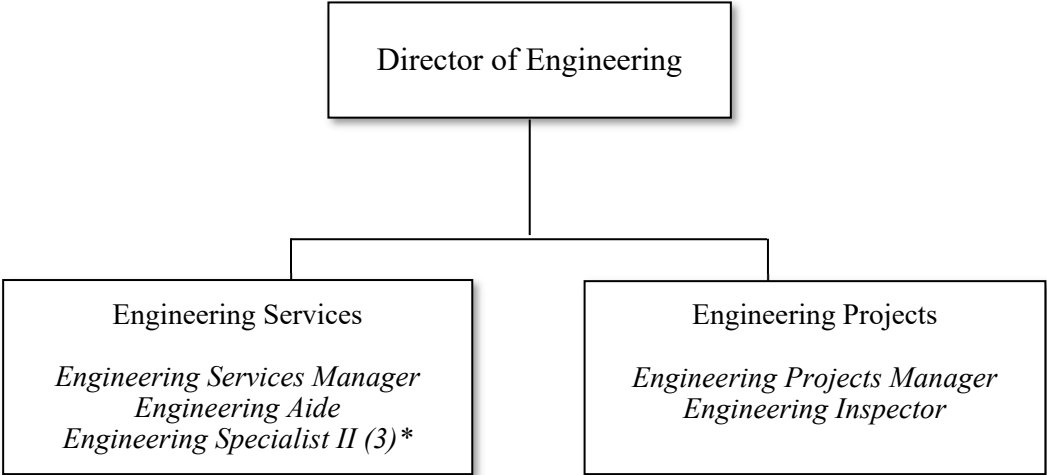 Director of Engineering
Engineering Services
Engineering Services Manager
Engineering Aide
Engineering Specialist II (3)*
Engineering Projects
Engineering Projects Manager
Engineering Inspector